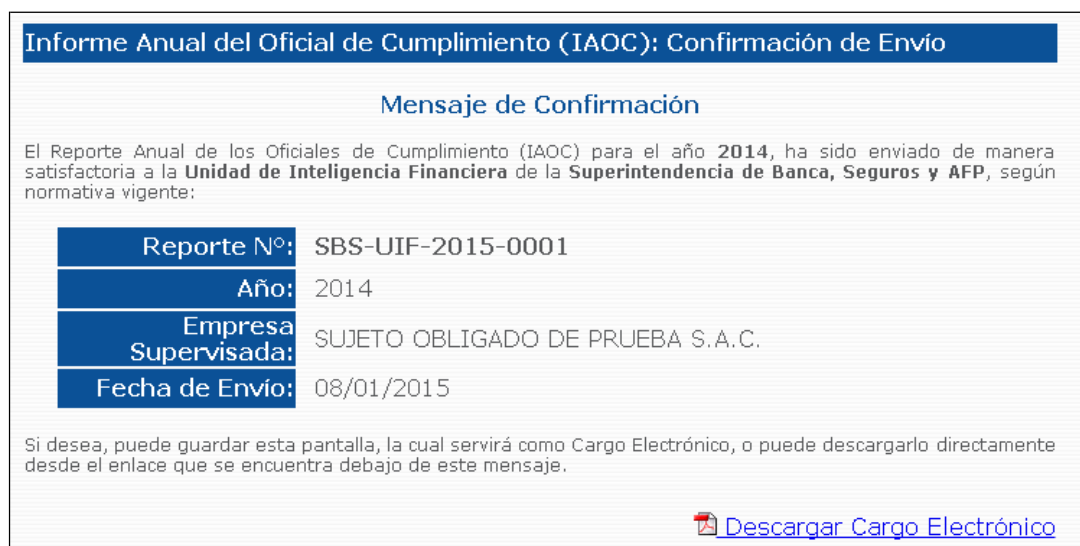 Informe Anual del Oficial de Cumplimiento (IAOC): Confirmación de Envío
Mensaje de Confirmación
El Reporte Anual de los Oficiales de Cumplimiento (IAOC) para el año 2014, ha sido enviado de manera
satisfactoria a la Unidad de Inteligencia Financiera de la Superintendencia de Banca, Seguros y AFP, según
normativa vigente:
Reporte Nº: SBS-UIF-2015-0001
Año: 2014
Empresa
Supervisada: SUJETO OBLIGADO DE PRUEBA S.A.C.
Fecha de Envío: 08/01/2015
Si desea, puede guardar esta pantalla, la cual servirá como Cargo Electrónico, o puede descargarlo directamente
desde el enlace que se encuentra debajo de este mensaje.
Descargar Cargo Electrónico